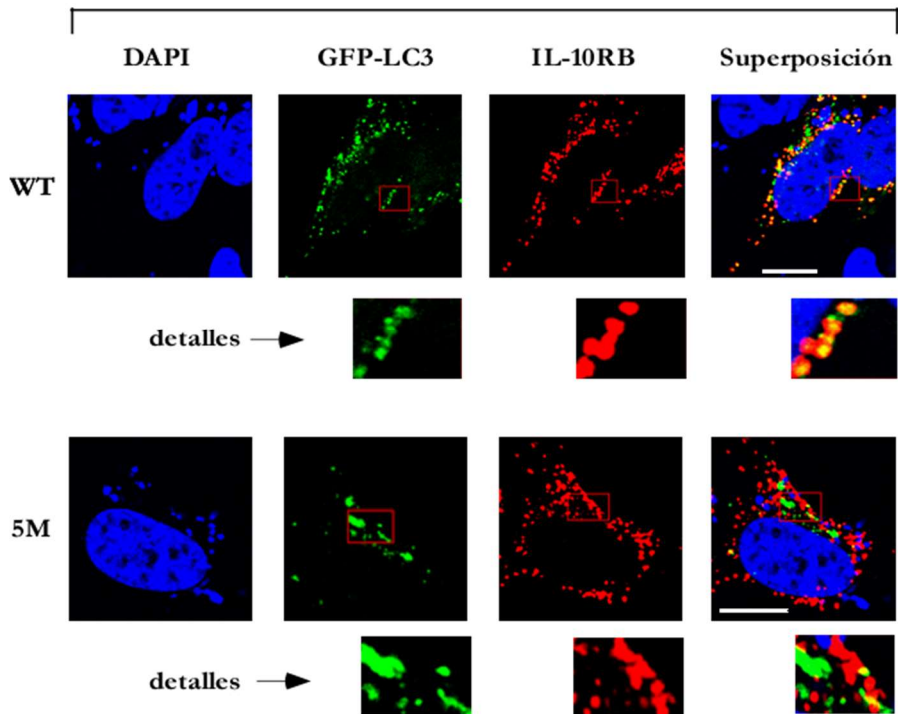 DAPI GFP-LC3 IL-10RB Superposición
WT
detalles
5M
detalles